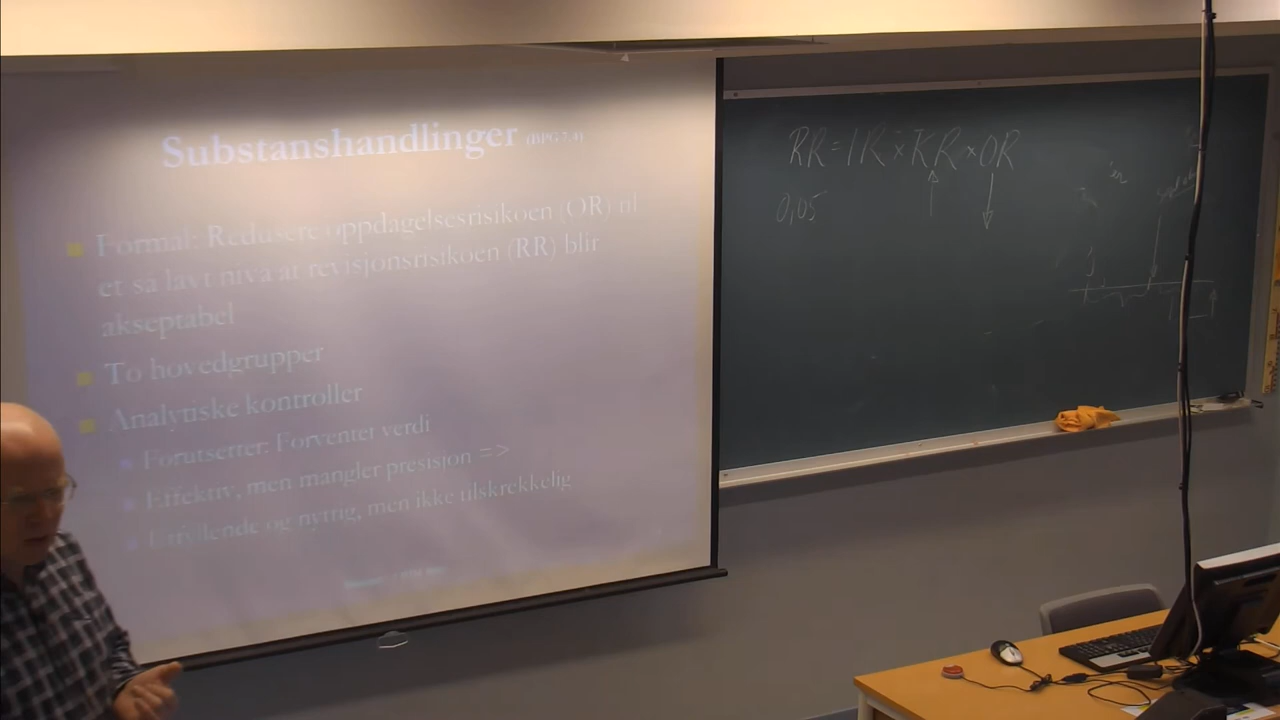 Substanshandlinger
Formål: Redusere oppdagelsesrisikoen (OR) til
et så lavt nivå at revisjonsrisikoen (RR) blir
akseptabel
To hovedgrupper
Analytiske kontroller
Forutsetter: Forventet verdi
Effektiv, men mangler presisjon =>
Utfyllende og nyttig, men ikke tilskrekkelig
RR = IR × KR × OR
0,05